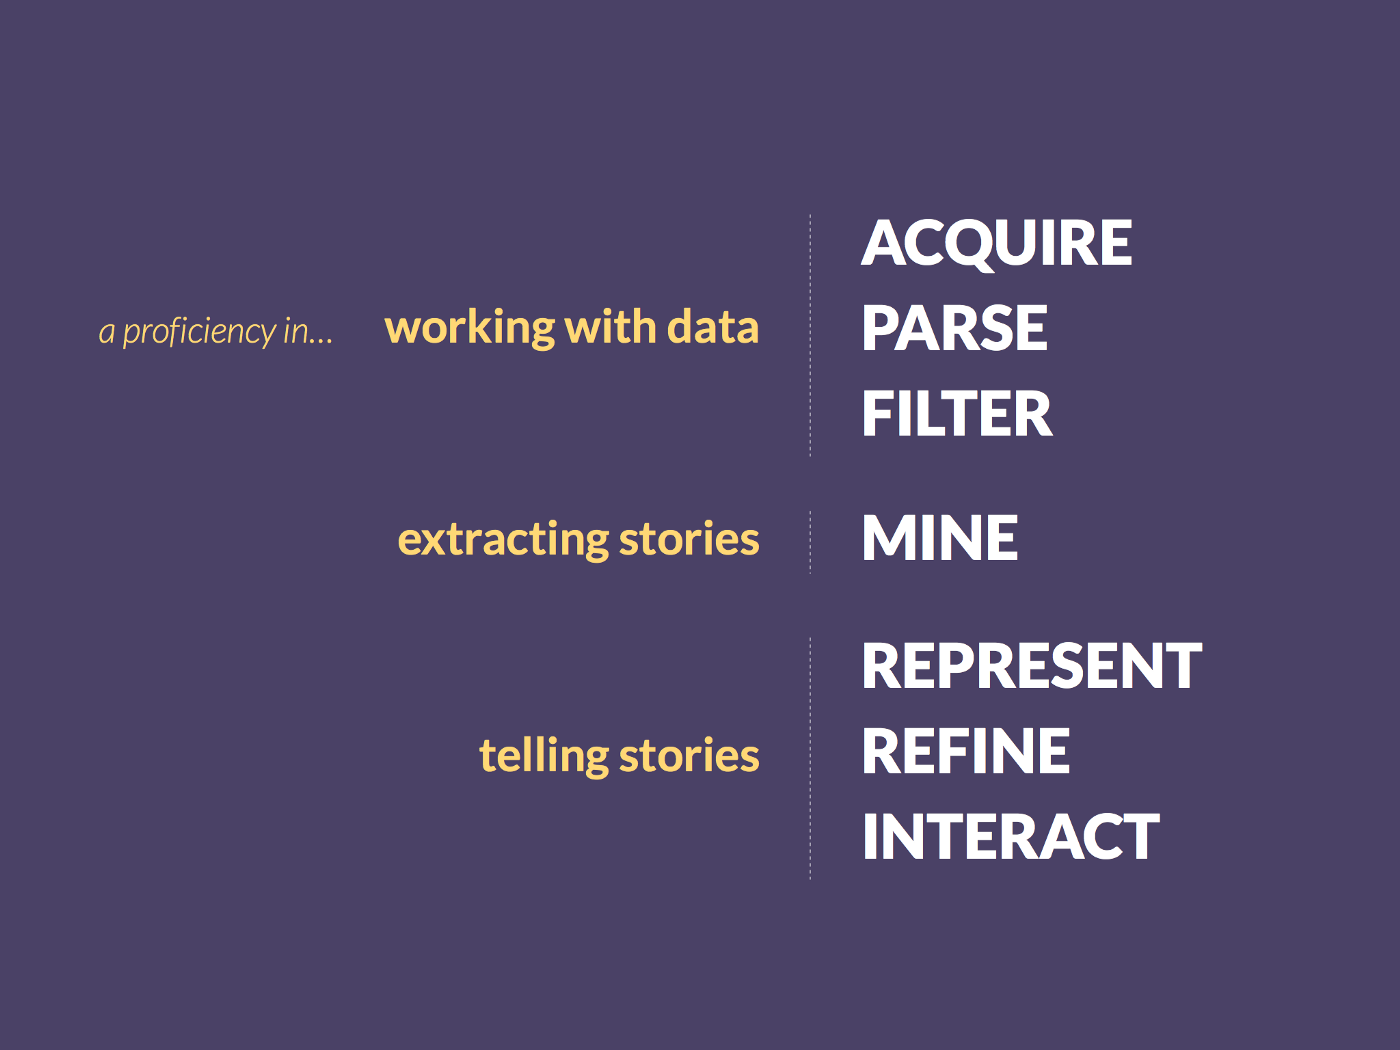 ACQUIRE
a proficiency in... working with data
PARSE
FILTER
extracting stories
MINE
REPRESENT
telling stories
REFINE
INTERACT